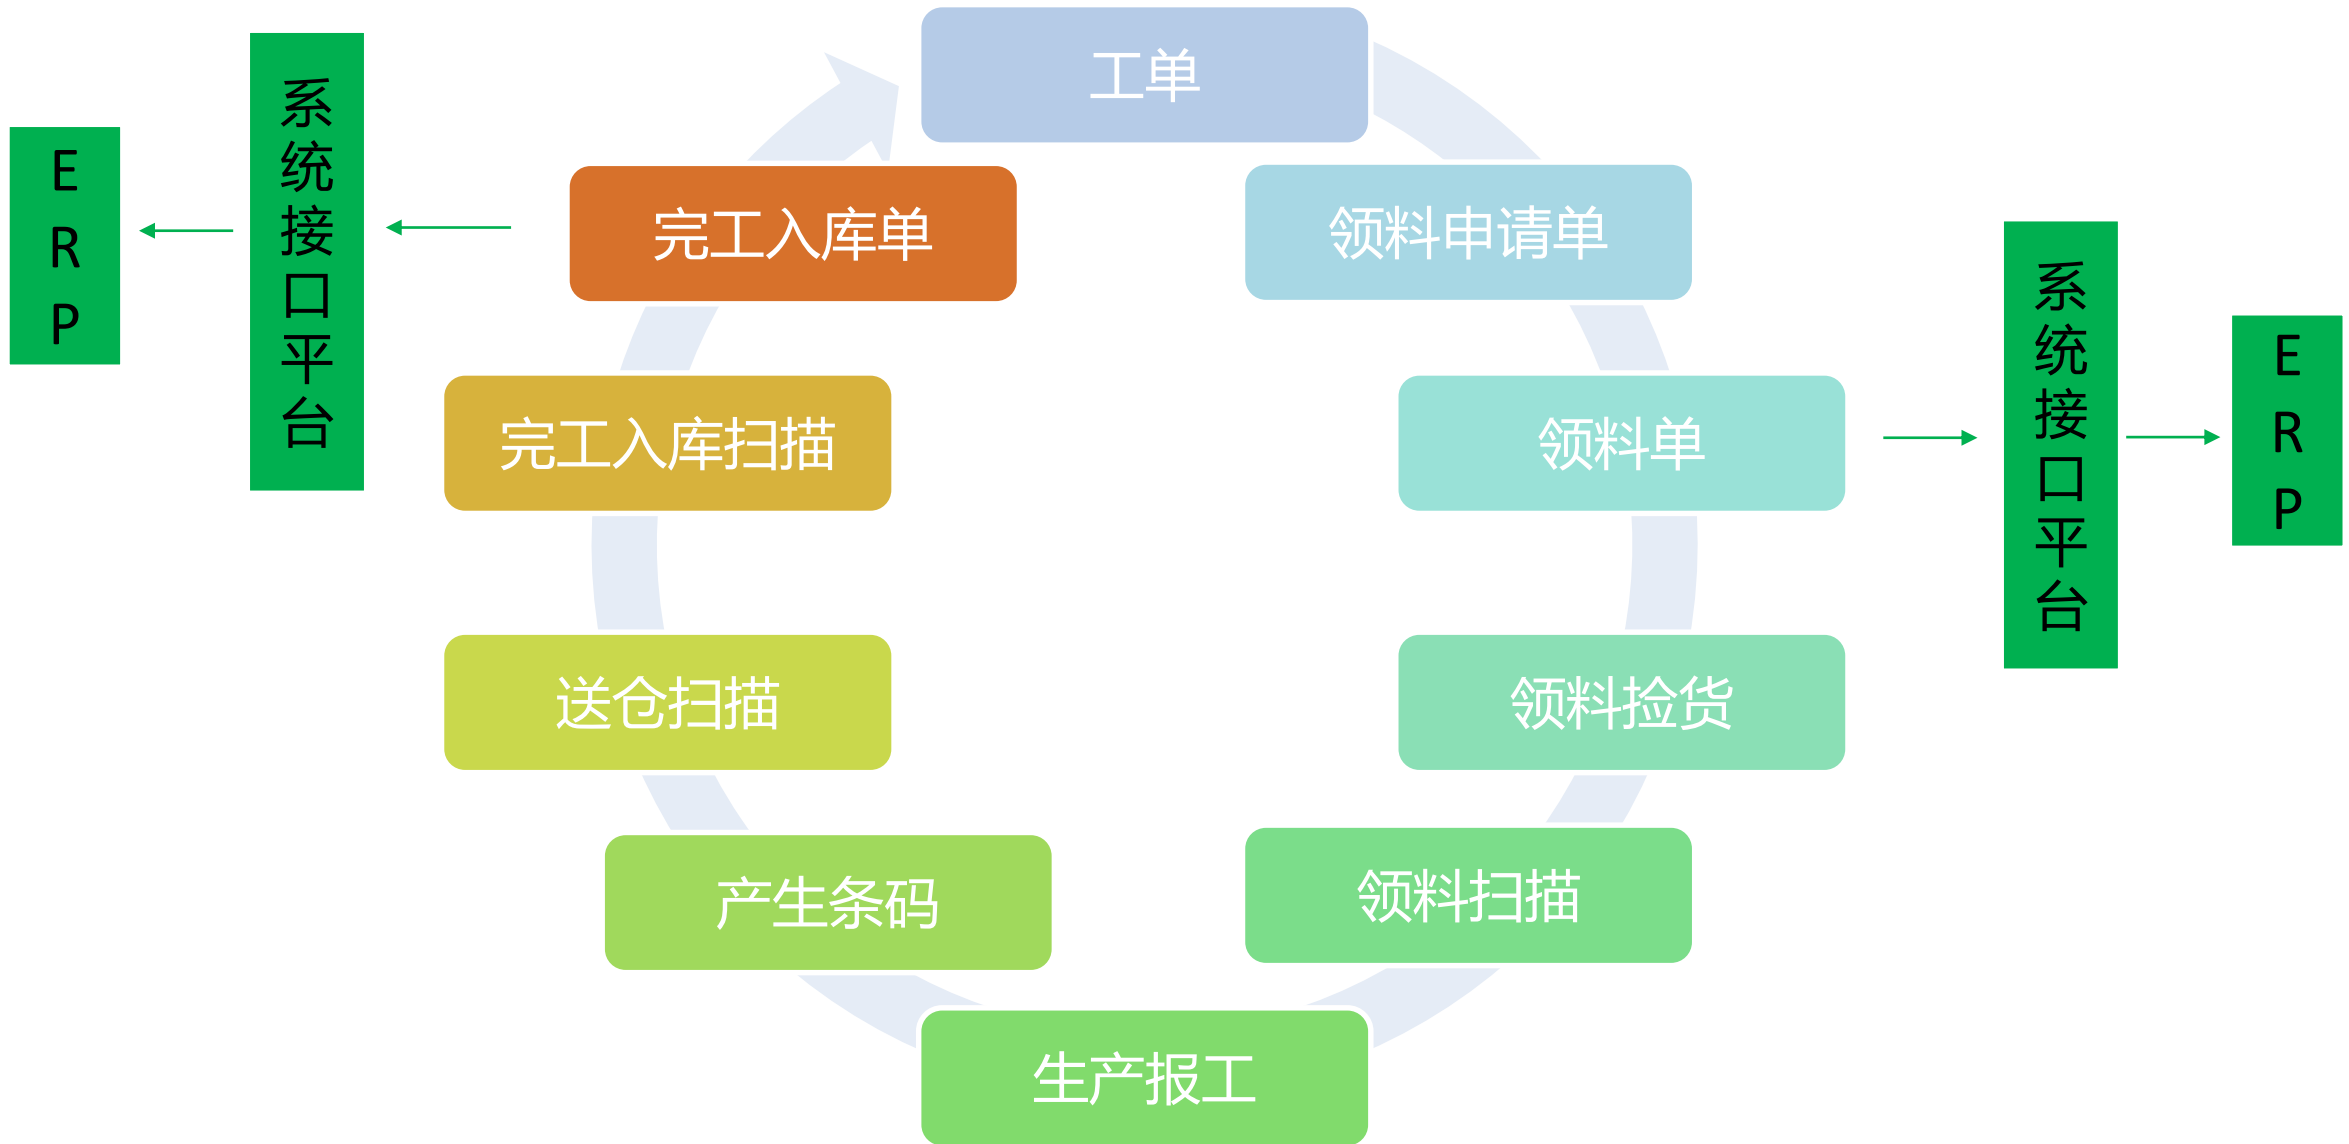 工单
领料申请单
领料单
领料捡货
领料扫描
生产报工
产生条码
送仓扫描
完工入库扫描
完工入库单
系统接口平台
ERP
系统接口平台
ERP